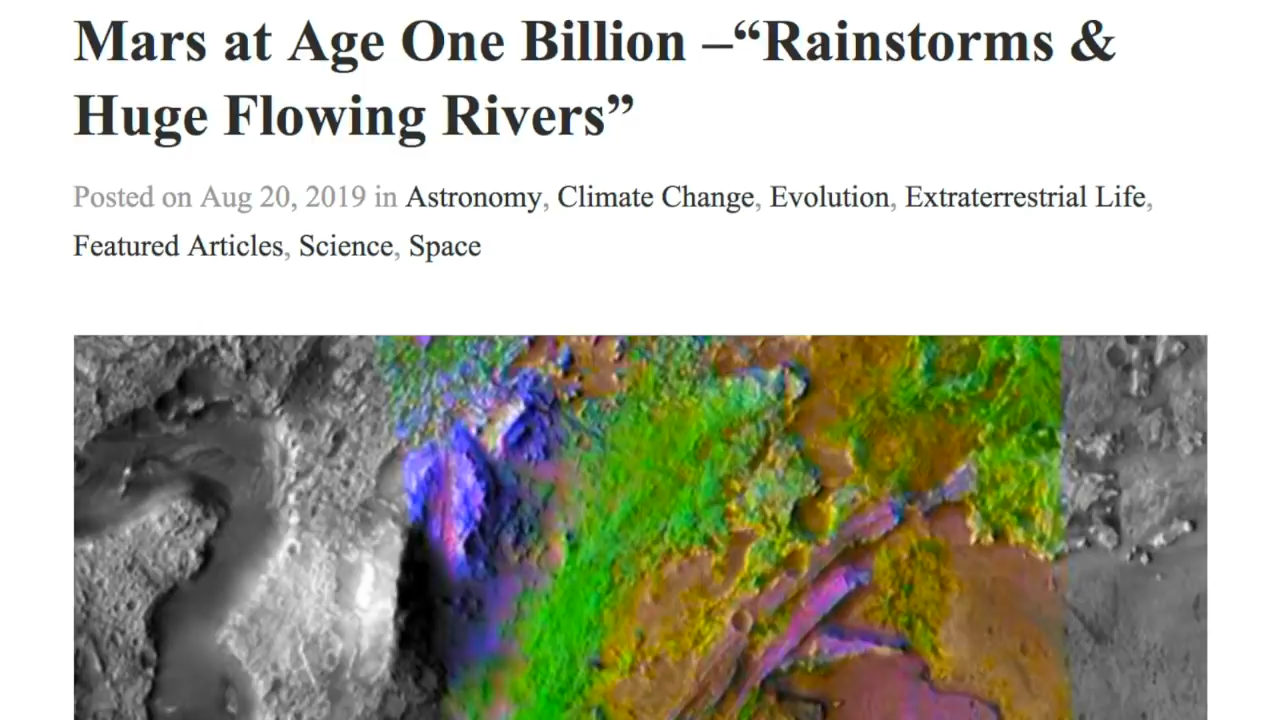 Mars at Age One Billion –“Rainstorms &
Huge Flowing Rivers”
Posted on Aug 20, 2019 in Astronomy, Climate Change, Evolution, Extraterrestrial Life,
Featured Articles, Science, Space